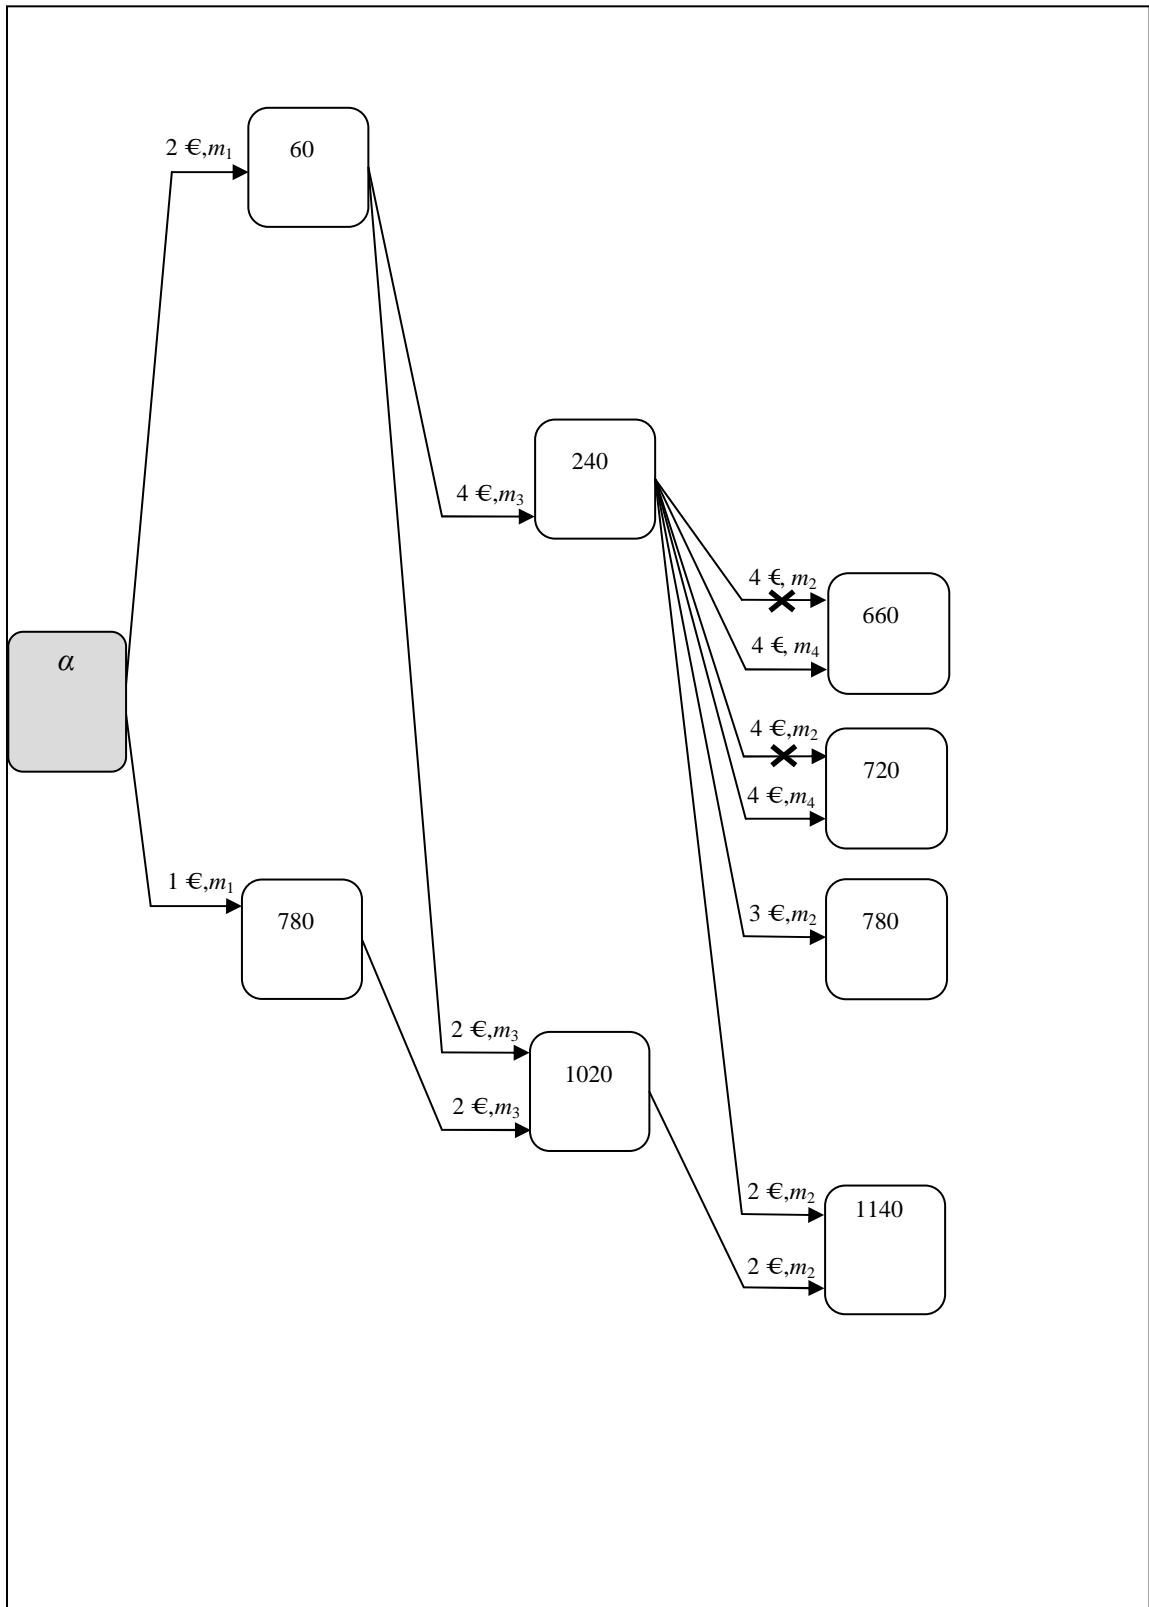 2 €,m1
60
240
4 €,m3
4 €, m2
660
4 €, m4
α
4 €,m2
720
4 €,m4
1 €,m1
780
3 €,m2
780
2 €,m3
1020
2 €,m3
2 €,m2
1140
2 €,m2